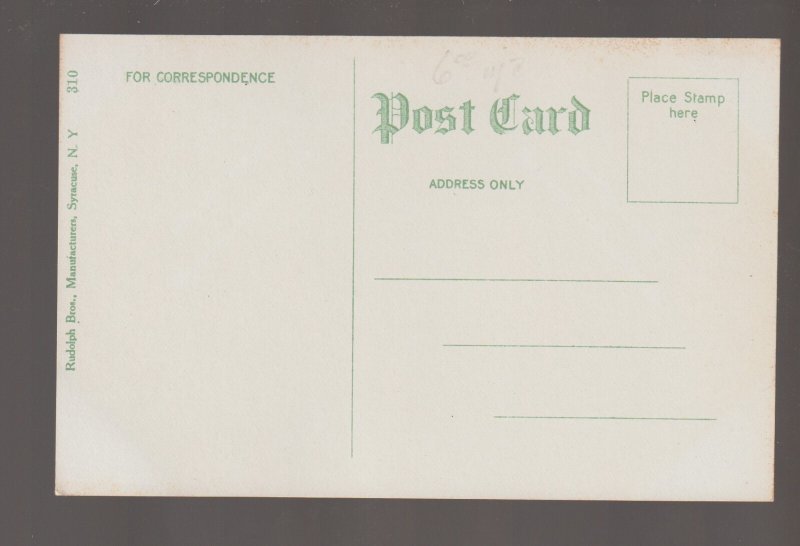 Rudolph Bros., Manufacturers, Syracuse, N. Y 310
FOR CORRESPONDENCE
Post Card
ADDRESS ONLY
Place Stamp
here